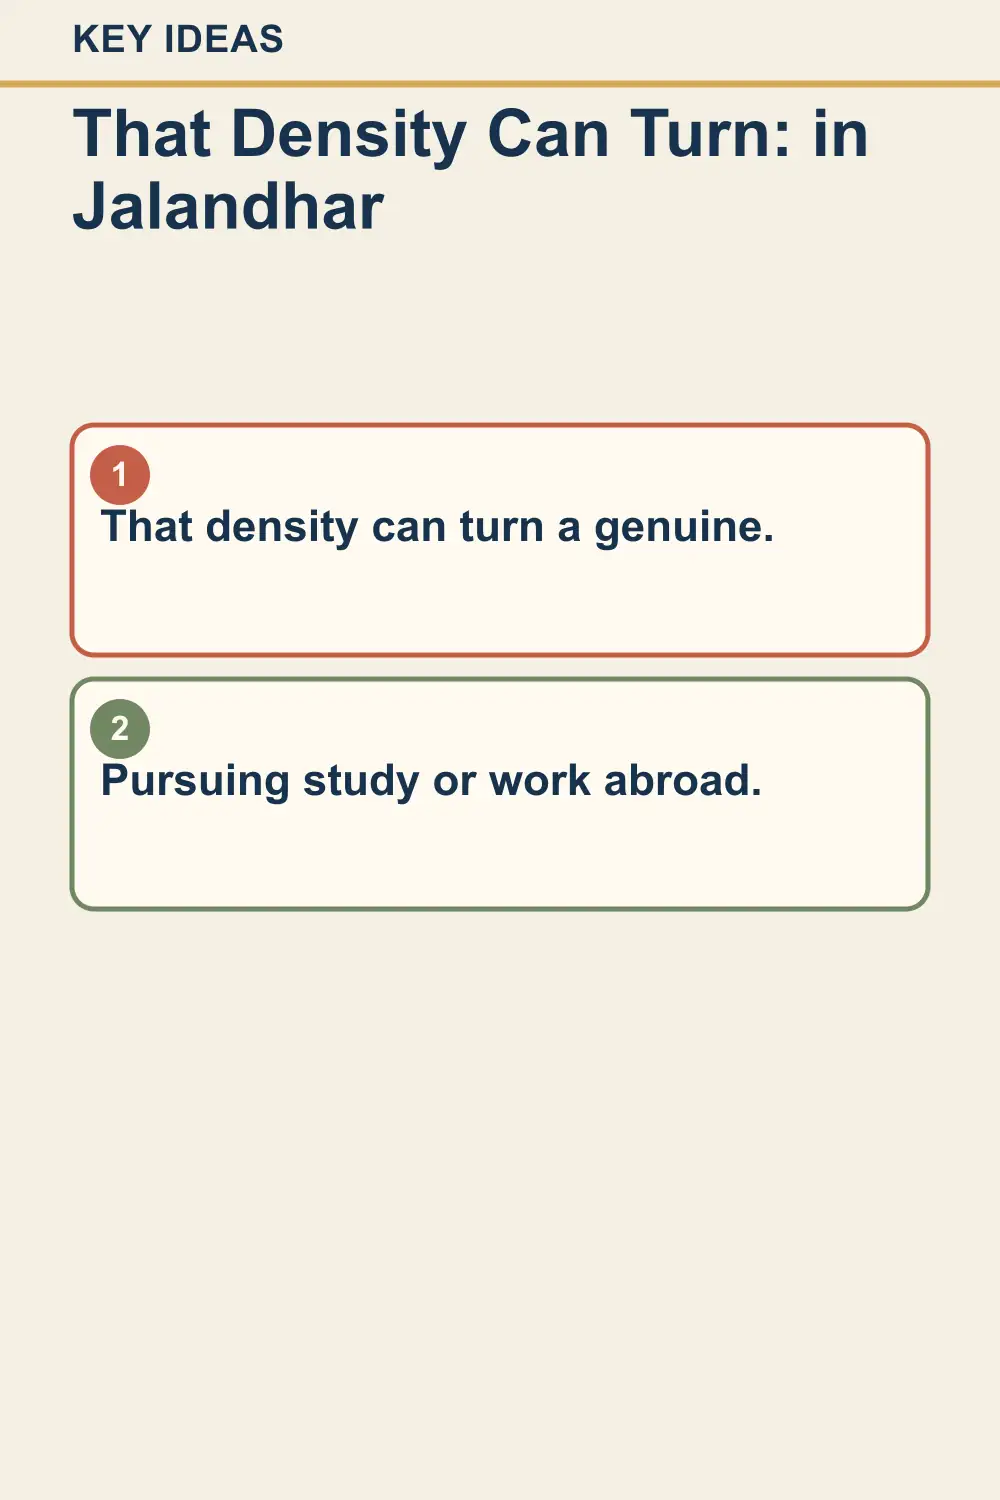 KEY IDEAS
That Density Can Turn: in
Jalandhar
1
That density can turn a genuine.
2
Pursuing study or work abroad.